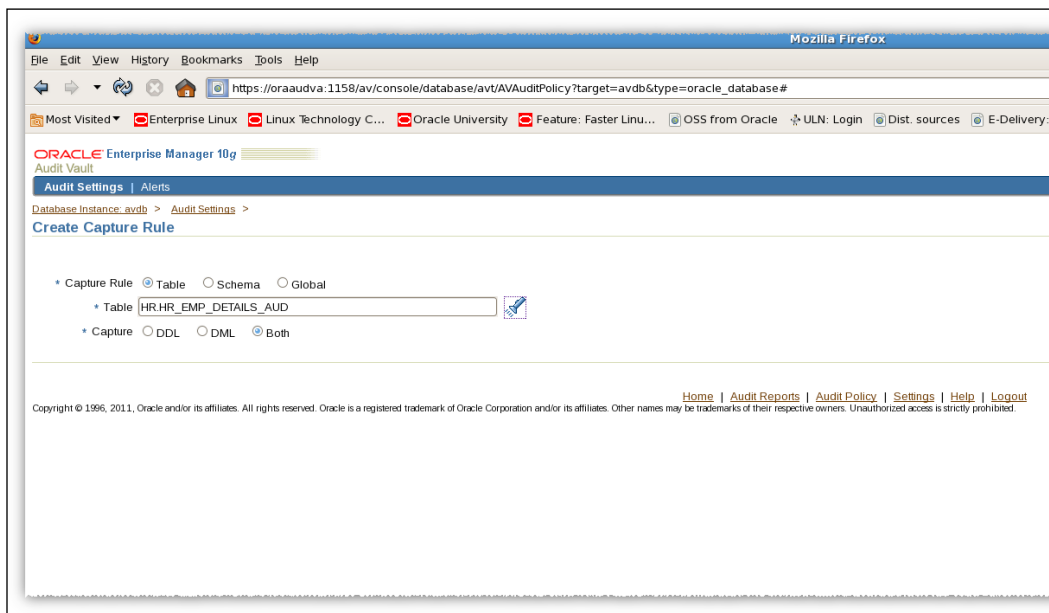 Mozilla Firefox
File Edit View History Bookmarks Tools Help
https://oraaudva:1158/av/console/database/avt/AVAuditPolicy?target=avdb&type=oracle_database#
Most Visited Enterprise Linux Linux Technology C... Oracle University Feature: Faster Linu... OSS from Oracle ULN: Login Dist. sources E-Delivery:
ORACLE Enterprise Manager 10g
Audit Vault
Audit Settings | Alerts
Database Instance: avdb > Audit Settings >
Create Capture Rule
* Capture Rule Table Schema Global
* Table HR.HR_EMP_DETAILS_AUD
* Capture DDL DML Both
Home | Audit Reports | Audit Policy | Settings | Help | Logout
Copyright © 1996, 2011, Oracle and/or its affiliates. All rights reserved. Oracle is a registered trademark of Oracle Corporation and/or its affiliates. Other names may be trademarks of their respective owners. Unauthorized access is strictly prohibited.